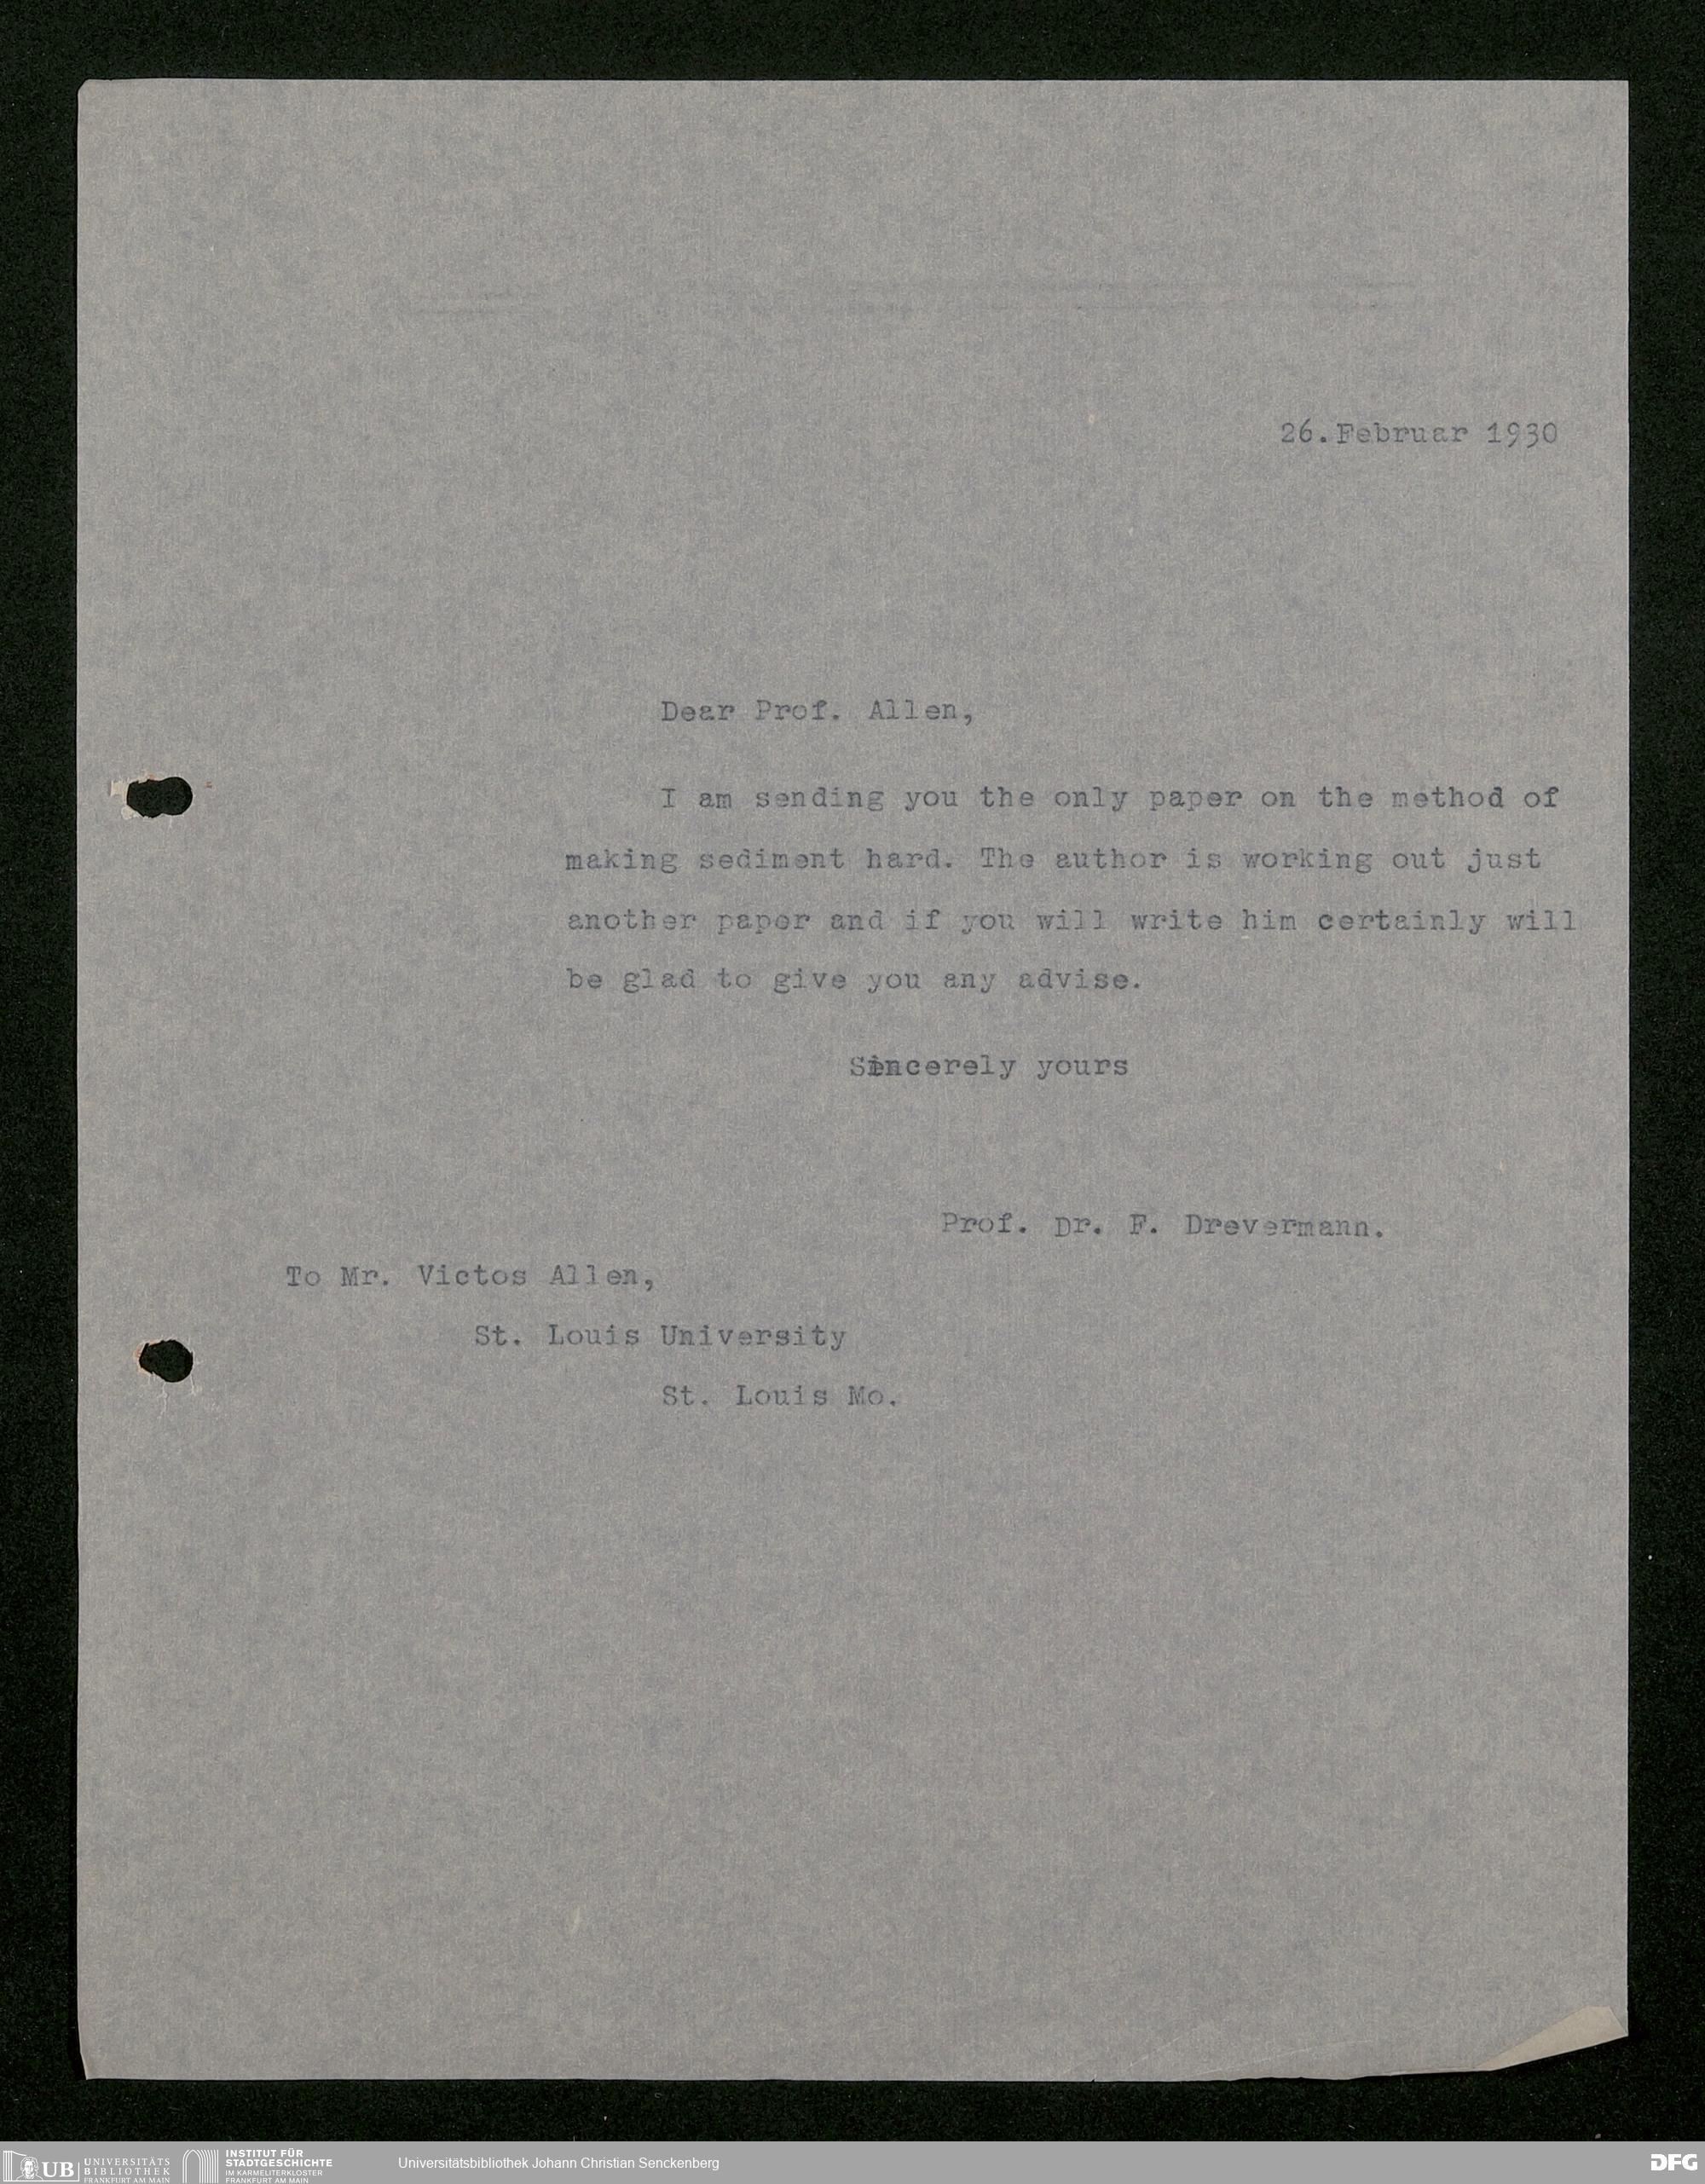 26.Februar 1930
Dear Prof. Allen,
I am sending you the only paper on the method of
making sediment hard. The author is working out just
another paper and if you will write him certainly will
be glad to give you any advise.
Sincerely yours
Prof. Dr. F. Drevermann.
To Mr. Victos Allen,
St. Louis University
St. Louis Mo.
UB UNIVERSITÄTS
BIBLIOTHEK
FRANKFURT AM MAIN
INSTITUT FÜR
STADTGESCHICHTE
IM KARMELITERKLOSTER
FRANKFURT AM MAIN
Universitätsbibliothek Johann Christian Senckenberg
DFG